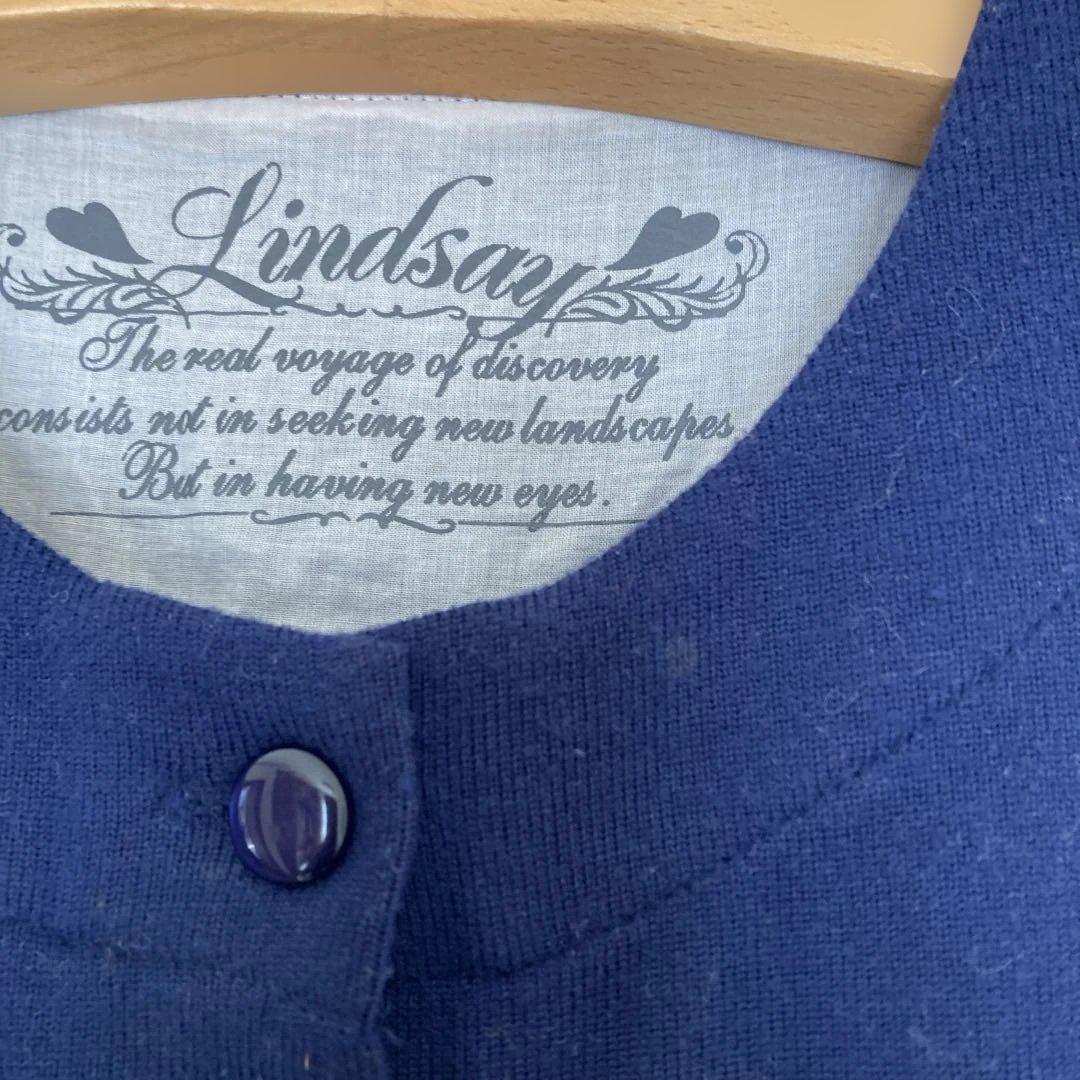 Lindsay
The real voyage of discovery
consists not in seeking new landscapes
But in having new eyes.